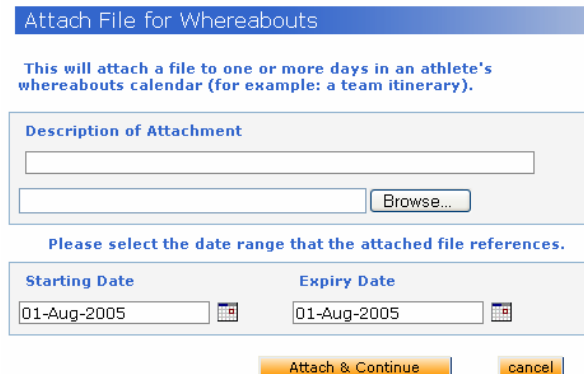 Attach File for Whereabouts
This will attach a file to one or more days in an athlete's
whereabouts calendar (for example: a team itinerary).
Description of Attachment
Browse...
Please select the date range that the attached file references.
Starting Date Expiry Date
01-Aug-2005 01-Aug-2005
Attach & Continue cancel